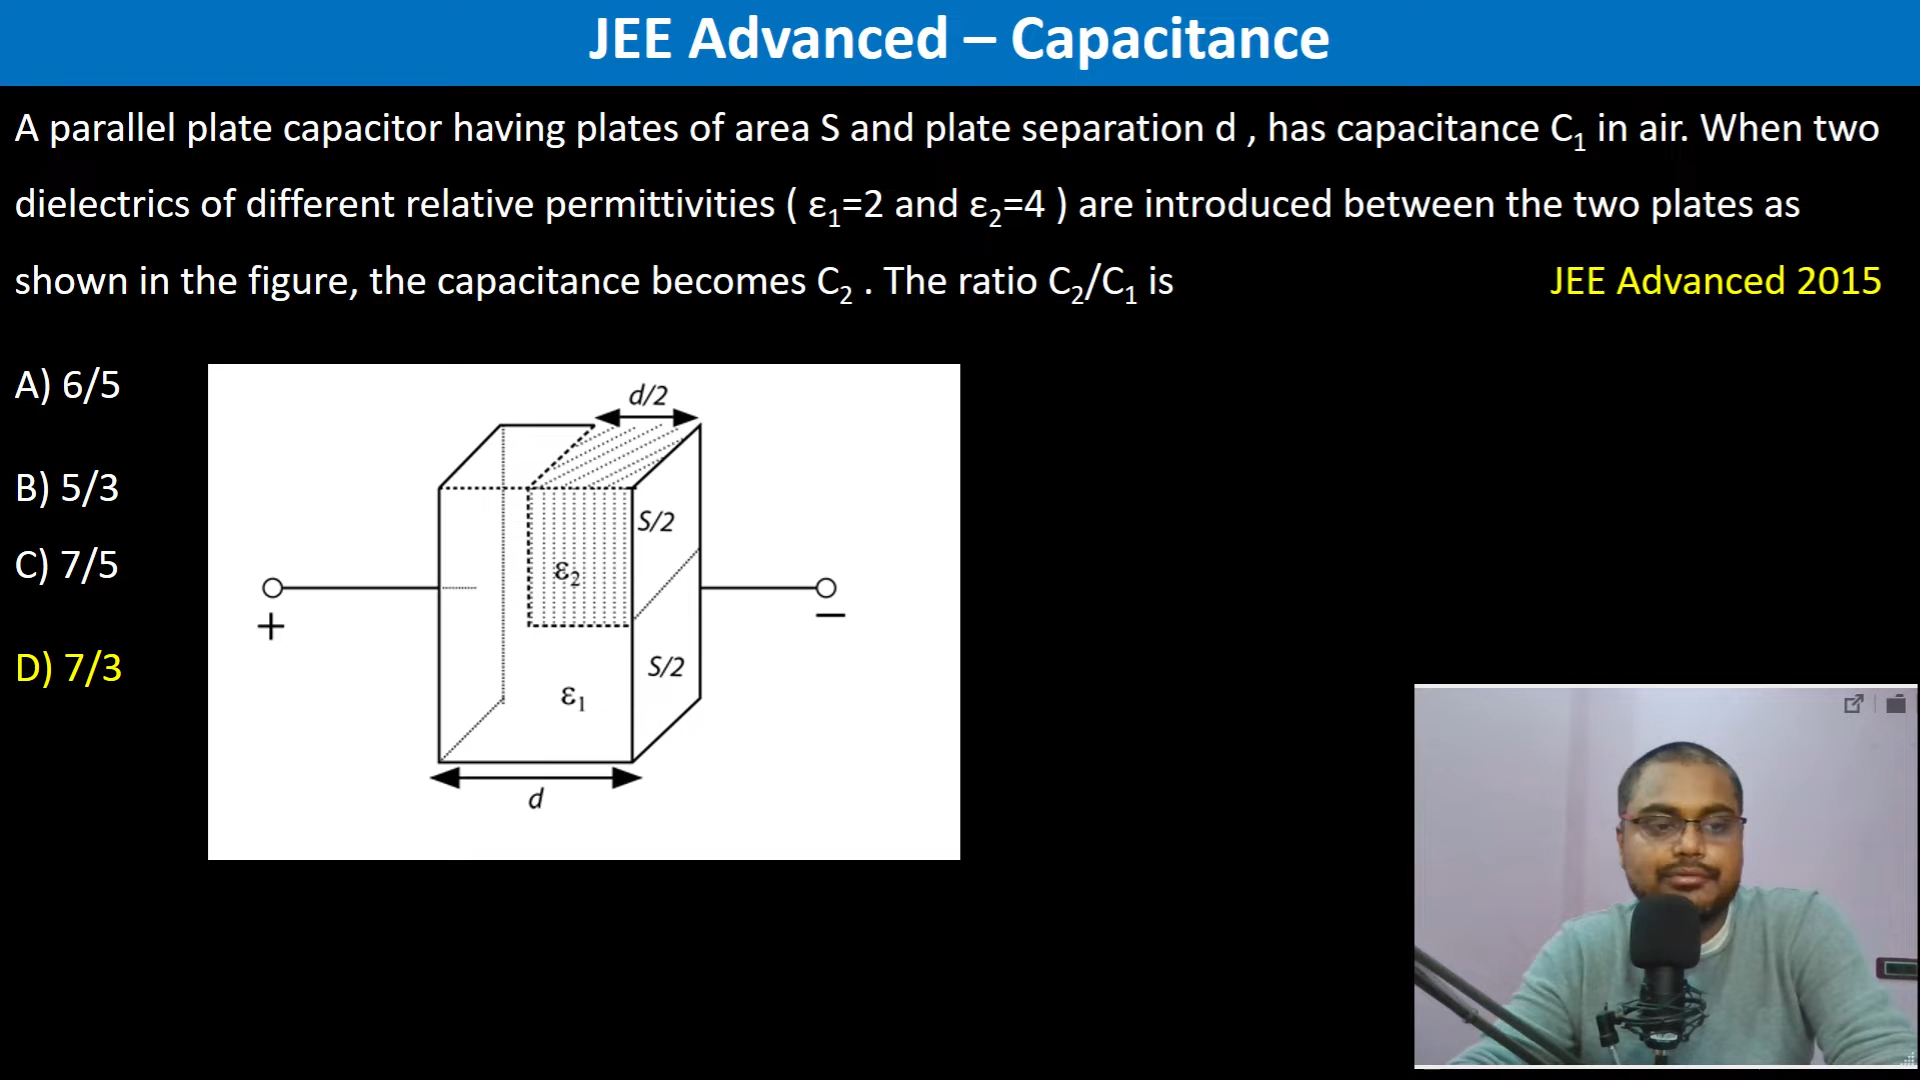 JEE Advanced – Capacitance
A parallel plate capacitor having plates of area S and plate separation d , has capacitance C₁ in air. When two
dielectrics of different relative permittivities ( ε₁=2 and ε₂=4 ) are introduced between the two plates as
shown in the figure, the capacitance becomes C₂ . The ratio C₂/C₁ is
JEE Advanced 2015
A) 6/5
B) 5/3
C) 7/5
D) 7/3
d/2
S/2
ε₂
+
−
S/2
ε₁
d